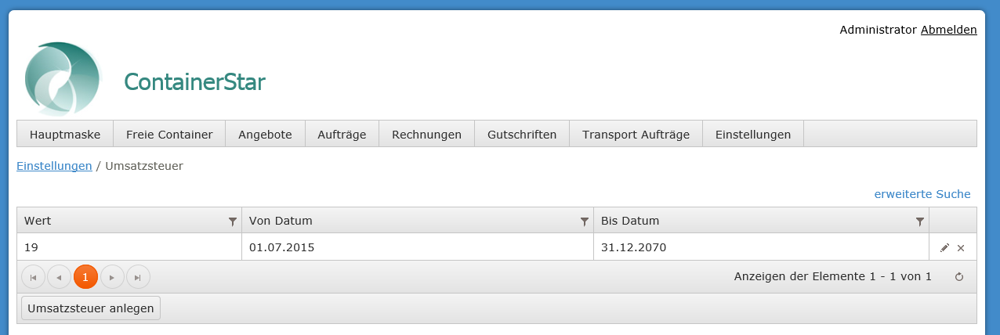 Administrator Abmelden
ContainerStar
Hauptmaske Freie Container Angebote Aufträge Rechnungen Gutschriften Transport Aufträge Einstellungen
Einstellungen / Umsatzsteuer
erweiterte Suche
Wert Von Datum Bis Datum
19 01.07.2015 31.12.2070
1 Anzeigen der Elemente 1 - 1 von 1
Umsatzsteuer anlegen